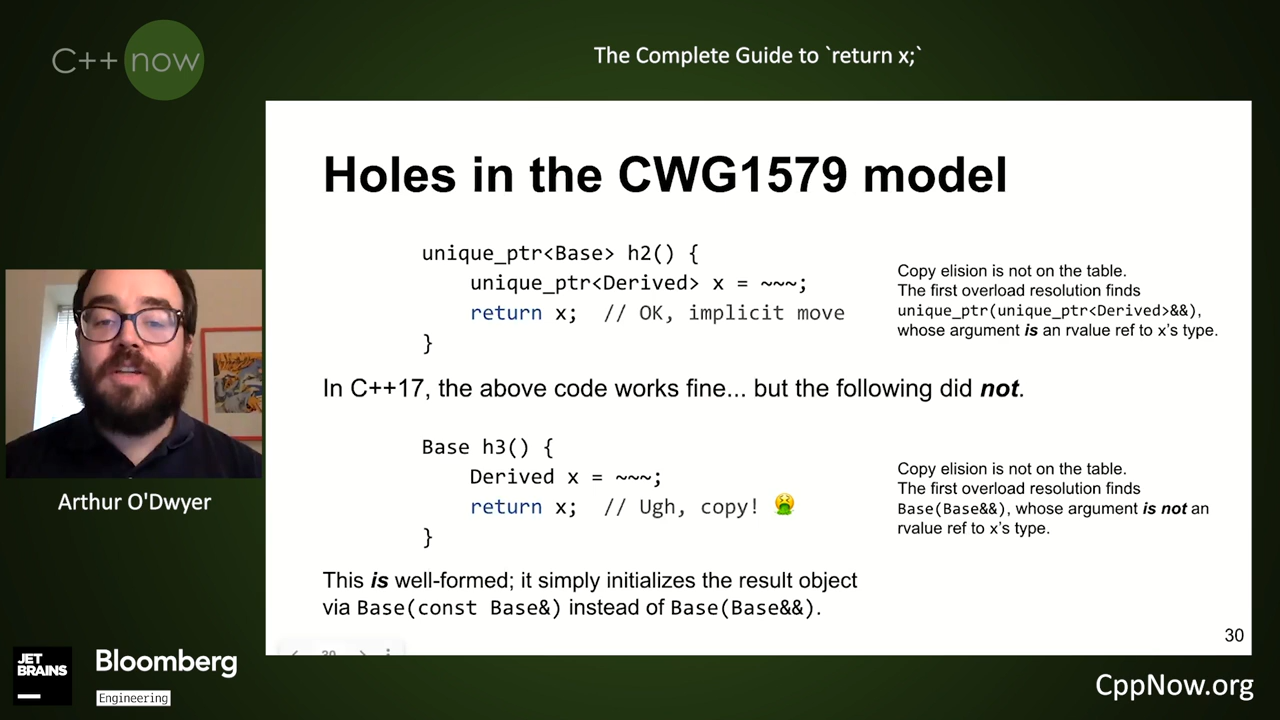 C++ now
The Complete Guide to `return x;`
Holes in the CWG1579 model
unique_ptr<Base> h2() {
unique_ptr<Derived> x = ~~~;
return x; // OK, implicit move
}
Copy elision is not on the table.
The first overload resolution finds
unique_ptr(unique_ptr<Derived>&&),
whose argument is an rvalue ref to x's type.
In C++17, the above code works fine... but the following did not.
Base h3() {
Derived x = ~~~;
return x; // Ugh, copy! 🤮
}
Copy elision is not on the table.
The first overload resolution finds
Base(Base&&), whose argument is not an
rvalue ref to x's type.
This is well-formed; it simply initializes the result object
via Base(const Base&) instead of Base(Base&&).
30
30
Arthur O'Dwyer
JET
BRAINS
Bloomberg
Engineering
CppNow.org